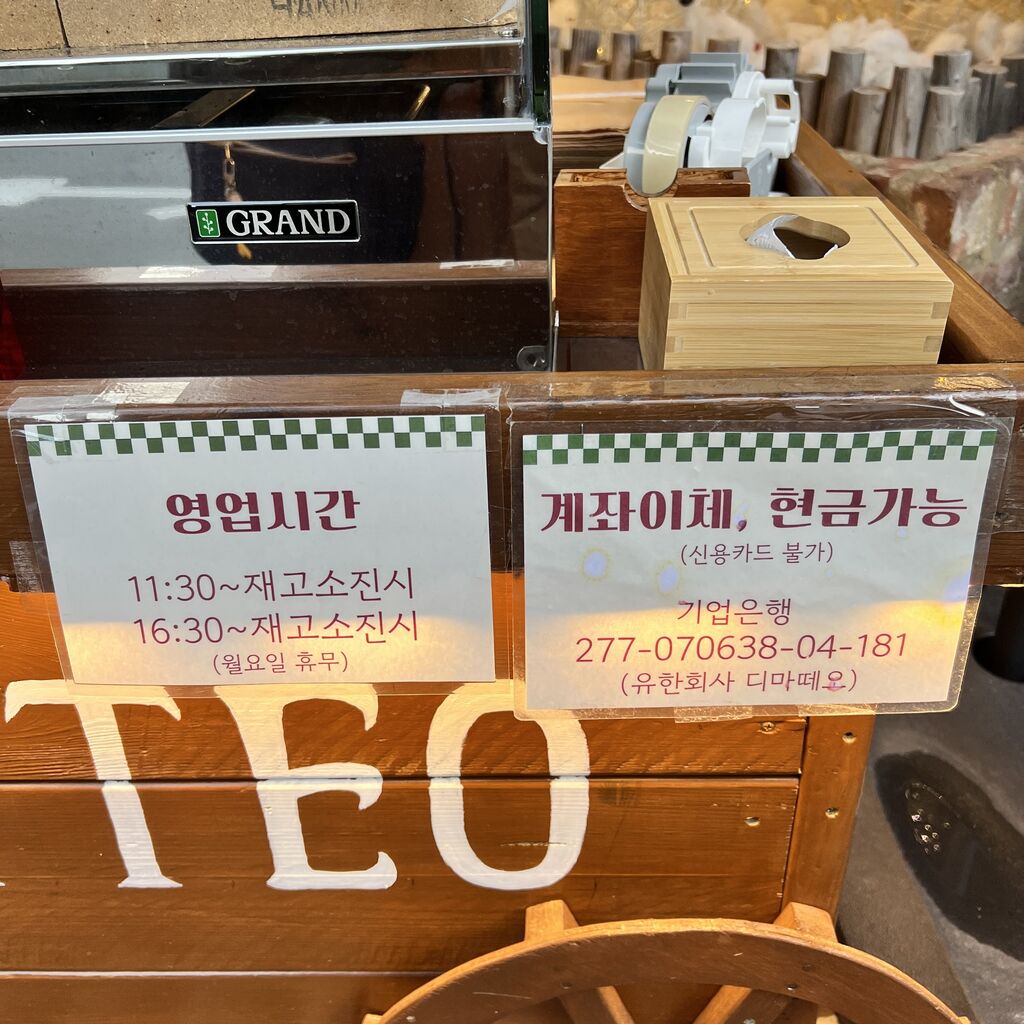 GRAND
영업시간
11:30~재고소진시
16:30~재고소진시
(월요일 휴무)
계좌이체, 현금가능
(신용카드 불가)
기업은행
277-070638-04-181
(유한회사 디마떼오)
TEO